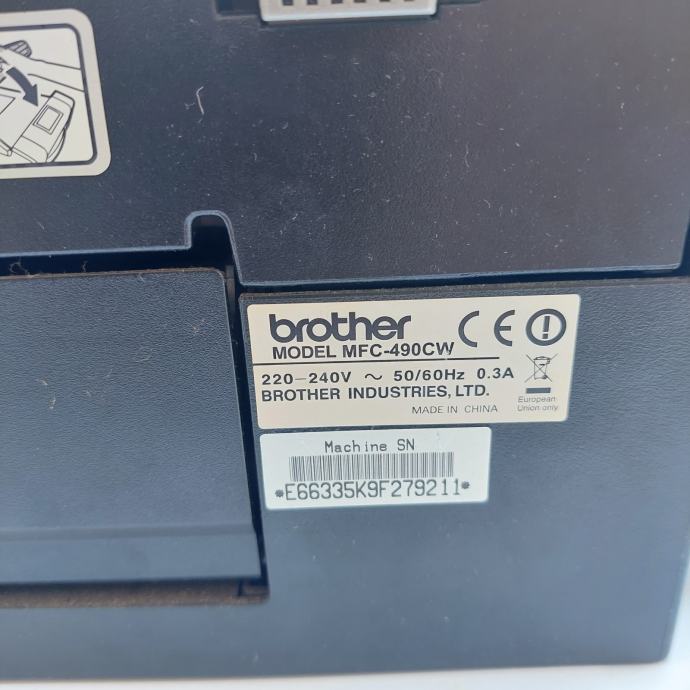 brother
MODEL MFC-490CW
CE
220-240V ~ 50/60Hz 0.3A
BROTHER INDUSTRIES, LTD.
MADE IN CHINA
European
Union only
Machine SN
*E66335K9F279211*